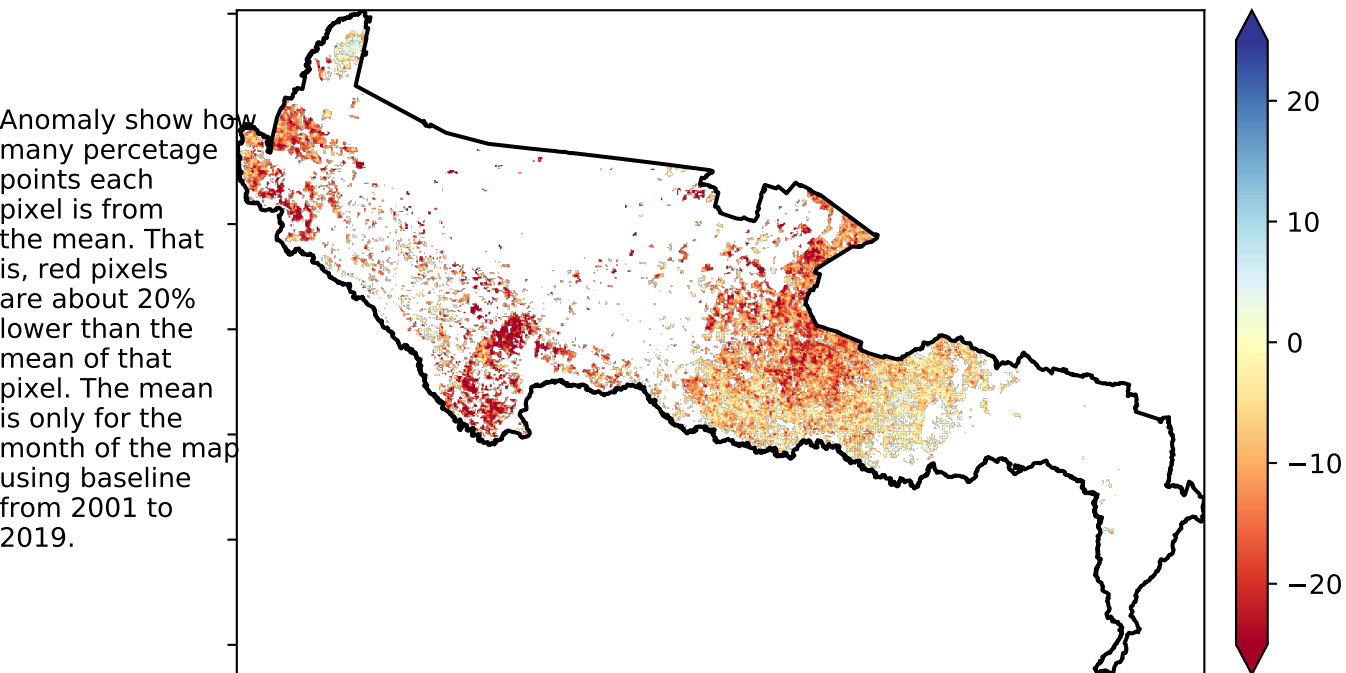 Anomaly show how
many percetage
points each
pixel is from
the mean. That
is, red pixels
are about 20%
lower than the
mean of that
pixel. The mean
is only for the
month of the map
using baseline
from 2001 to
2019.
20
10
0
−10
−20